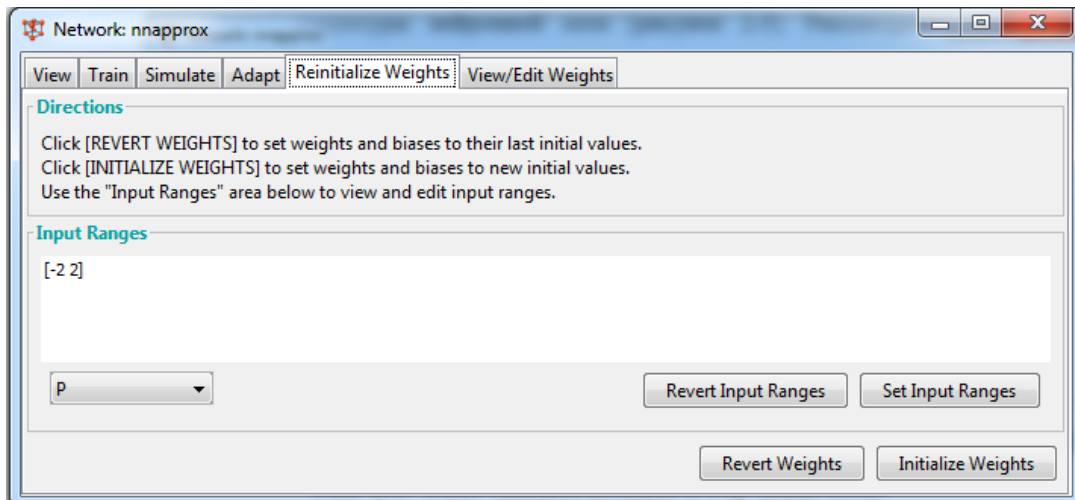 Network: nnapprox
View Train Simulate Adapt Reinitialize Weights View/Edit Weights
Directions
Click [REVERT WEIGHTS] to set weights and biases to their last initial values.
Click [INITIALIZE WEIGHTS] to set weights and biases to new initial values.
Use the "Input Ranges" area below to view and edit input ranges.
Input Ranges
[-2 2]
P
Revert Input Ranges Set Input Ranges
Revert Weights Initialize Weights